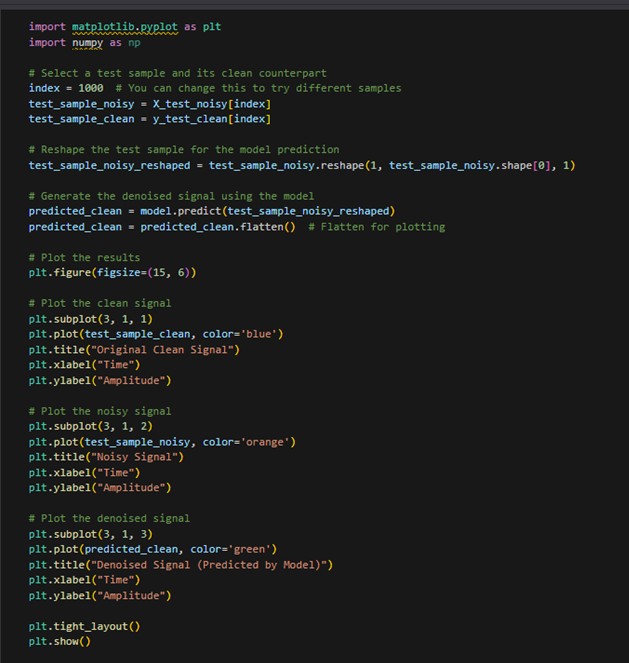 import matplotlib.pyplot as plt
import numpy as np
# Select a test sample and its clean counterpart
index = 1000  # You can change this to try different samples
test_sample_noisy = X_test_noisy[index]
test_sample_clean = y_test_clean[index]
# Reshape the test sample for the model prediction
test_sample_noisy_reshaped = test_sample_noisy.reshape(1, test_sample_noisy.shape[0], 1)
# Generate the denoised signal using the model
predicted_clean = model.predict(test_sample_noisy_reshaped)
predicted_clean = predicted_clean.flatten()  # Flatten for plotting
# Plot the results
plt.figure(figsize=(15, 6))
# Plot the clean signal
plt.subplot(3, 1, 1)
plt.plot(test_sample_clean, color='blue')
plt.title("Original Clean Signal")
plt.xlabel("Time")
plt.ylabel("Amplitude")
# Plot the noisy signal
plt.subplot(3, 1, 2)
plt.plot(test_sample_noisy, color='orange')
plt.title("Noisy Signal")
plt.xlabel("Time")
plt.ylabel("Amplitude")
# Plot the denoised signal
plt.subplot(3, 1, 3)
plt.plot(predicted_clean, color='green')
plt.title("Denoised Signal (Predicted by Model)")
plt.xlabel("Time")
plt.ylabel("Amplitude")
plt.tight_layout()
plt.show()